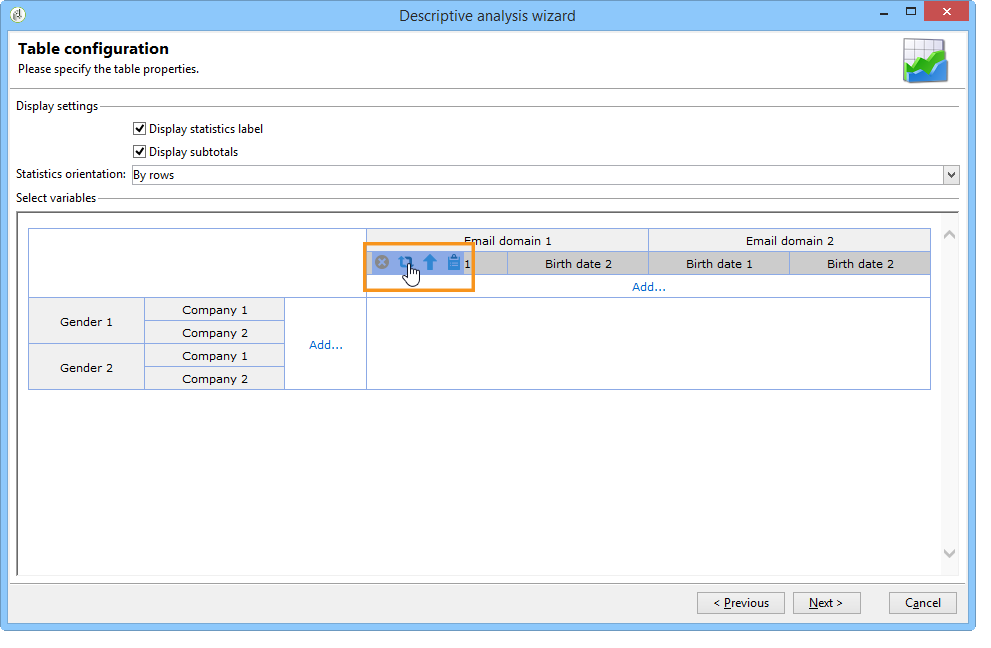 Descriptive analysis wizard
Table configuration
Please specify the table properties.
Display settings
Display statistics label
Display subtotals
Statistics orientation: By rows
Select variables
Email domain 1 Email domain 2
1 Birth date 2 Birth date 1 Birth date 2
Add...
Gender 1 Company 1
Company 2
Add...
Gender 2 Company 1
Company 2
< Previous Next > Cancel